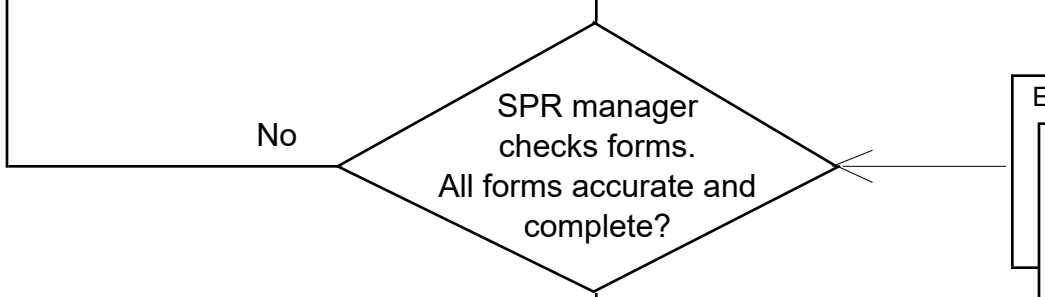 SPR manager
checks forms.
All forms accurate and
complete?
No
E